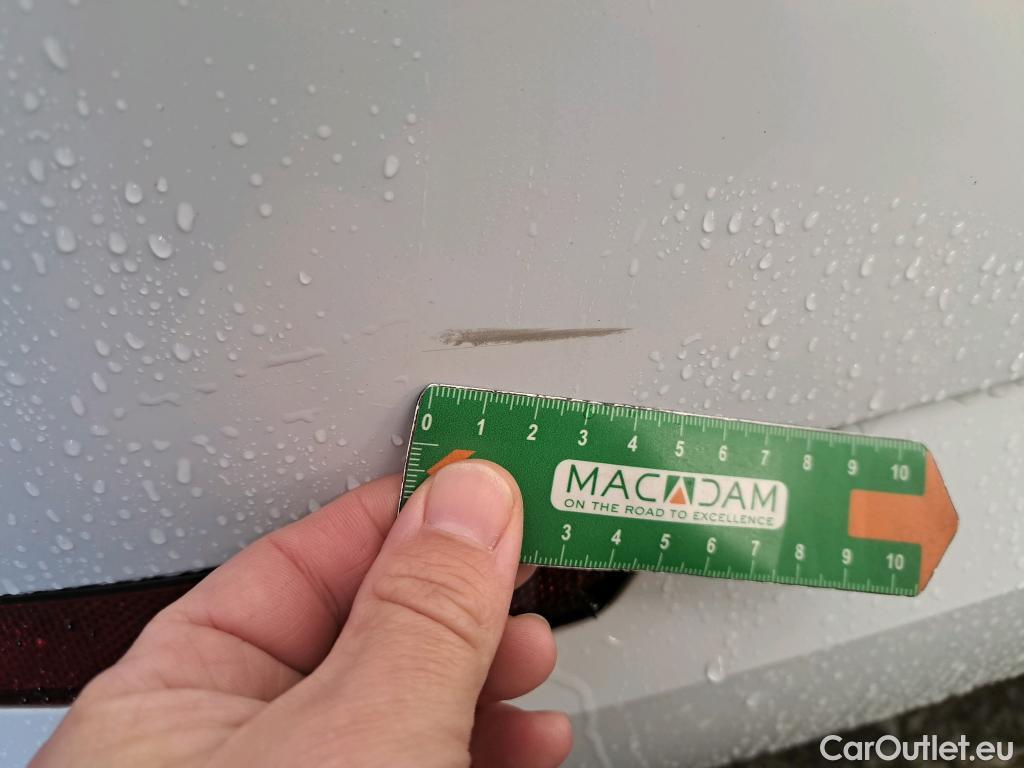 0 1 2 3 4 5 6 7 8 9 10
MACADAM
ON THE ROAD TO EXCELLENCE
3 4 5 6 7 8 9 10
CarOutlet.eu